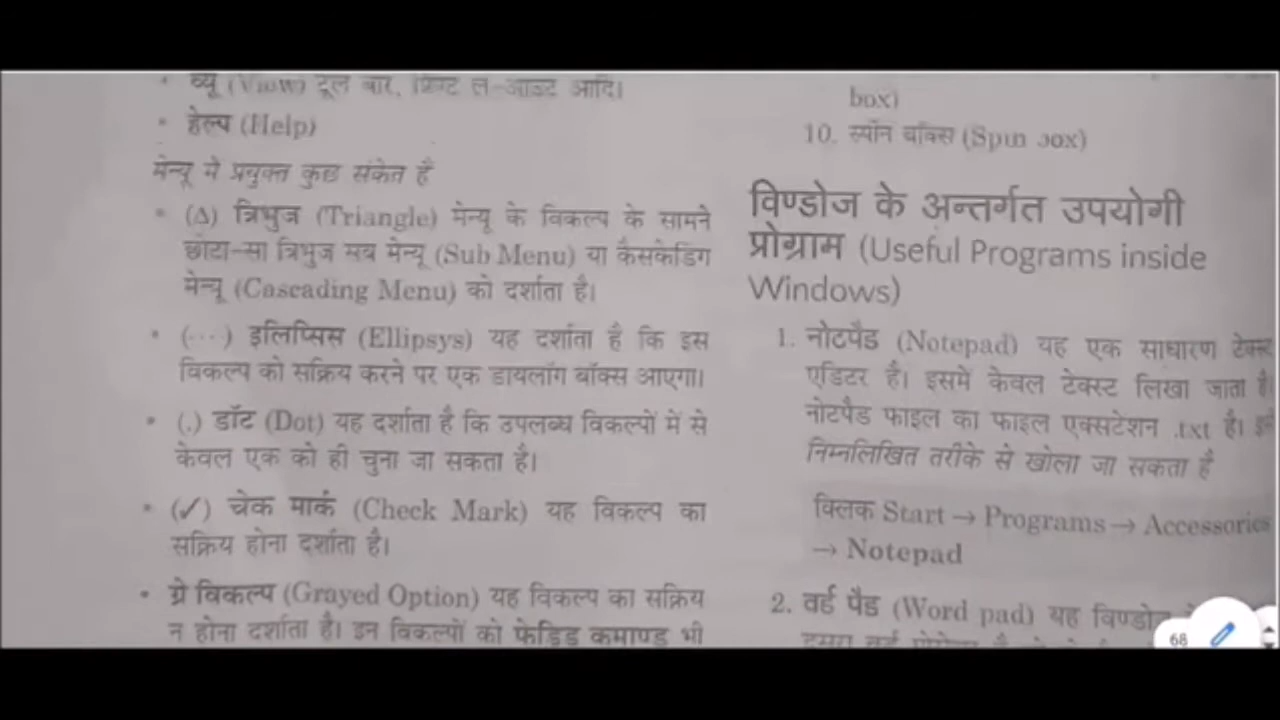 व्यू (View) टूल बार, प्रिण्ट ले-आउट आदि।
• हेल्प (Help)
मेन्यू में प्रयुक्त कुछ संकेत हैं
• (∆) त्रिभुज (Triangle) मेन्यू के विकल्प के सामने
छोटा-सा त्रिभुज सब मेन्यू (Sub Menu) या कैसकेडिंग
मेन्यू (Cascading Menu) को दर्शाता है।
• (···) इलिप्सिस (Ellipsys) यह दर्शाता है कि इस
विकल्प को सक्रिय करने पर एक डायलॉग बॉक्स आएगा।
• (.) डॉट (Dot) यह दर्शाता है कि उपलब्ध विकल्पों में से
केवल एक को ही चुना जा सकता है।
• (✓) चेक मार्क (Check Mark) यह विकल्प का
सक्रिय होना दर्शाता है।
• ग्रे विकल्प (Grayed Option) यह विकल्प का सक्रिय
न होना दर्शाता है। इन विकल्पों को फेडिड कमाण्ड भी
box)
10. स्पॉन बॉक्स (Spin box)
विण्डोज के अन्तर्गत उपयोगी
प्रोग्राम (Useful Programs inside
Windows)
1. नोटपैड (Notepad) यह एक साधारण टेक्स्ट
एडिटर है। इसमें केवल टेक्स्ट लिखा जाता है।
नोटपैड फाइल का फाइल एक्सटेंशन .txt है।
निम्नलिखित तरीके से खोला जा सकता है
क्लिक Start → Programs → Accessories
→ Notepad
2. वर्ड पैड (Word pad) यह विण्डोज
68